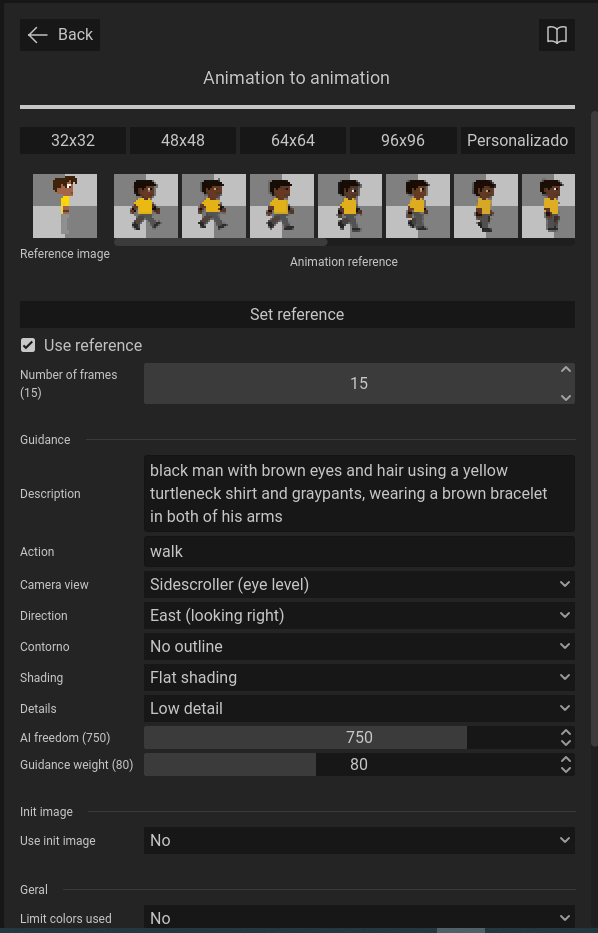 Back
Animation to animation
32x32
48x48
64x64
96x96
Personalizado
Reference image
Animation reference
Set reference
Use reference
Number of frames
(15)
15
Guidance
Description
black man with brown eyes and hair using a yellow
turtleneck shirt and graypants, wearing a brown bracelet
in both of his arms
Action
walk
Camera view
Sidescroller (eye level)
Direction
East (looking right)
Contorno
No outline
Shading
Flat shading
Details
Low detail
AI freedom (750)
750
Guidance weight (80)
80
Init image
Use init image
No
Geral
Limit colors used
No